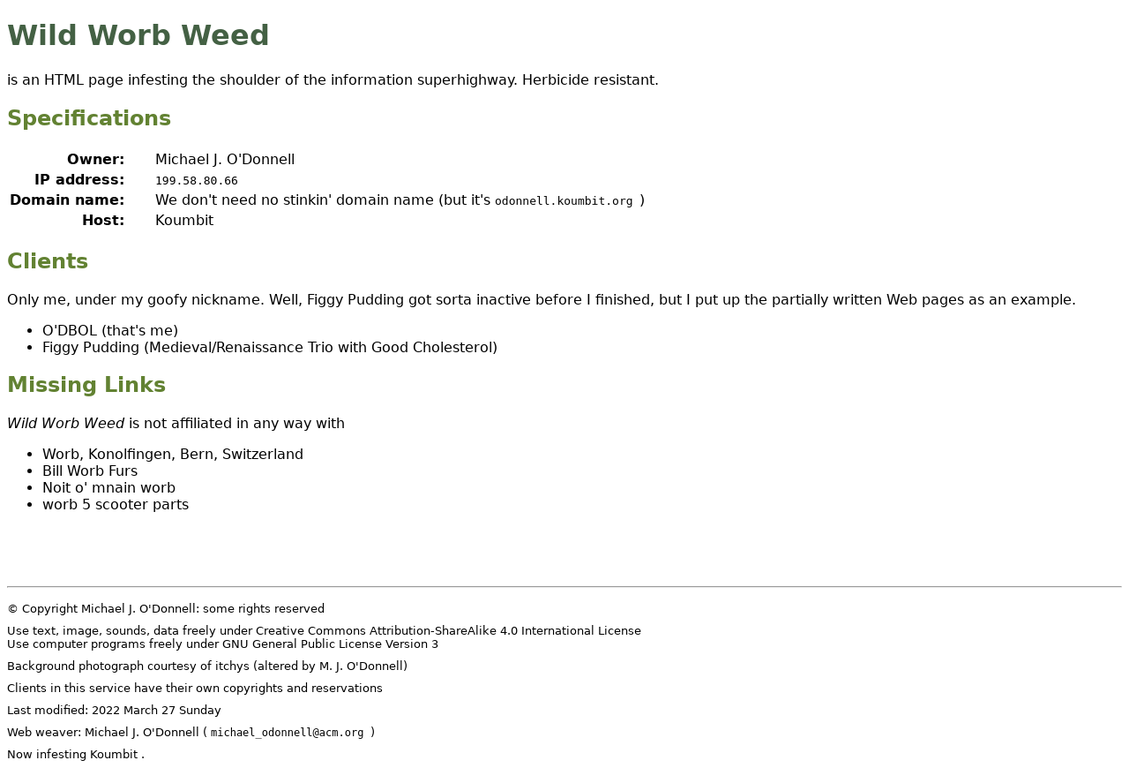 Wild Worb Weed
is an HTML page infesting the shoulder of the information superhighway. Herbicide resistant.
Specifications
Owner: Michael J. O'Donnell
IP address: 199.58.80.66
Domain name: We don't need no stinkin' domain name (but it's odonnell.koumbit.org )
Host: Koumbit
Clients
Only me, under my goofy nickname. Well, Figgy Pudding got sorta inactive before I finished, but I put up the partially written Web pages as an example.
• O'DBOL (that's me)
• Figgy Pudding (Medieval/Renaissance Trio with Good Cholesterol)
Missing Links
Wild Worb Weed is not affiliated in any way with
• Worb, Konolfingen, Bern, Switzerland
• Bill Worb Furs
• Noit o' mnain worb
• worb 5 scooter parts
© Copyright Michael J. O'Donnell: some rights reserved
Use text, image, sounds, data freely under Creative Commons Attribution-ShareAlike 4.0 International License
Use computer programs freely under GNU General Public License Version 3
Background photograph courtesy of itchys (altered by M. J. O'Donnell)
Clients in this service have their own copyrights and reservations
Last modified: 2022 March 27 Sunday
Web weaver: Michael J. O'Donnell ( michael_odonnell@acm.org )
Now infesting Koumbit .